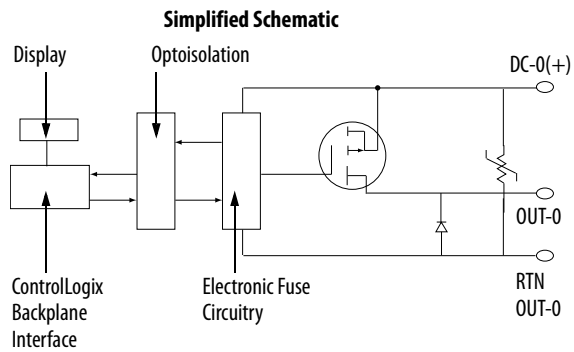 Simplified Schematic
Display
Optoisolation
DC-0(+)
OUT-0
ControlLogix
Backplane
Interface
Electronic Fuse
Circuitry
RTN
OUT-0